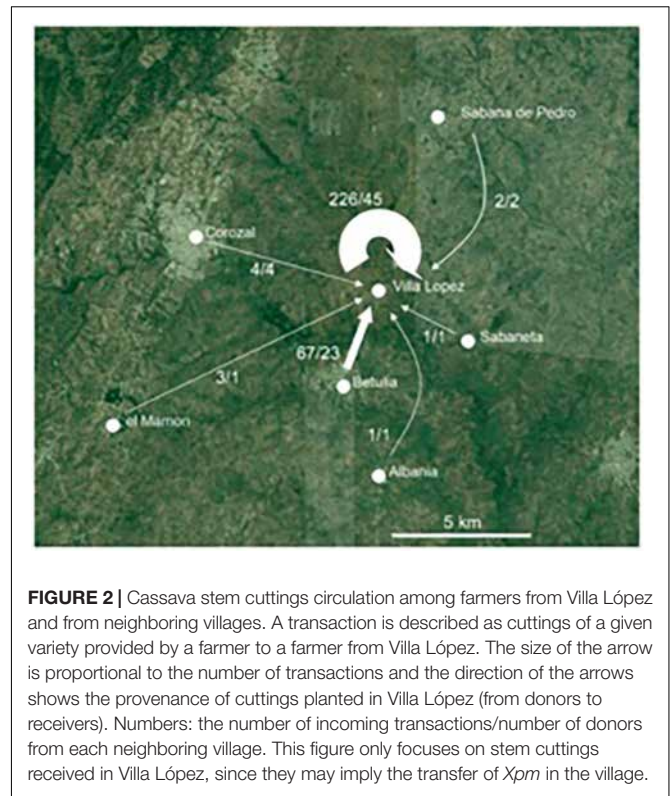 Sabana de Pedro
226/45
2/2
Corozal
4/4
Villa Lopez
1/1
Sabaneta
67/23
3/1
Betulia
el Mamon
1/1
Albania
5 km
FIGURE 2 | Cassava stem cuttings circulation among farmers from Villa López
and from neighboring villages. A transaction is described as cuttings of a given
variety provided by a farmer to a farmer from Villa López. The size of the arrow
is proportional to the number of transactions and the direction of the arrows
shows the provenance of cuttings planted in Villa López (from donors to
receivers). Numbers: the number of incoming transactions/number of donors
from each neighboring village. This figure only focuses on stem cuttings
received in Villa López, since they may imply the transfer of Xpm in the village.